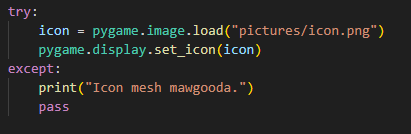 try:
    icon = pygame.image.load("pictures/icon.png")
    pygame.display.set_icon(icon)
except:
    print("Icon mesh mawgooda.")
    pass